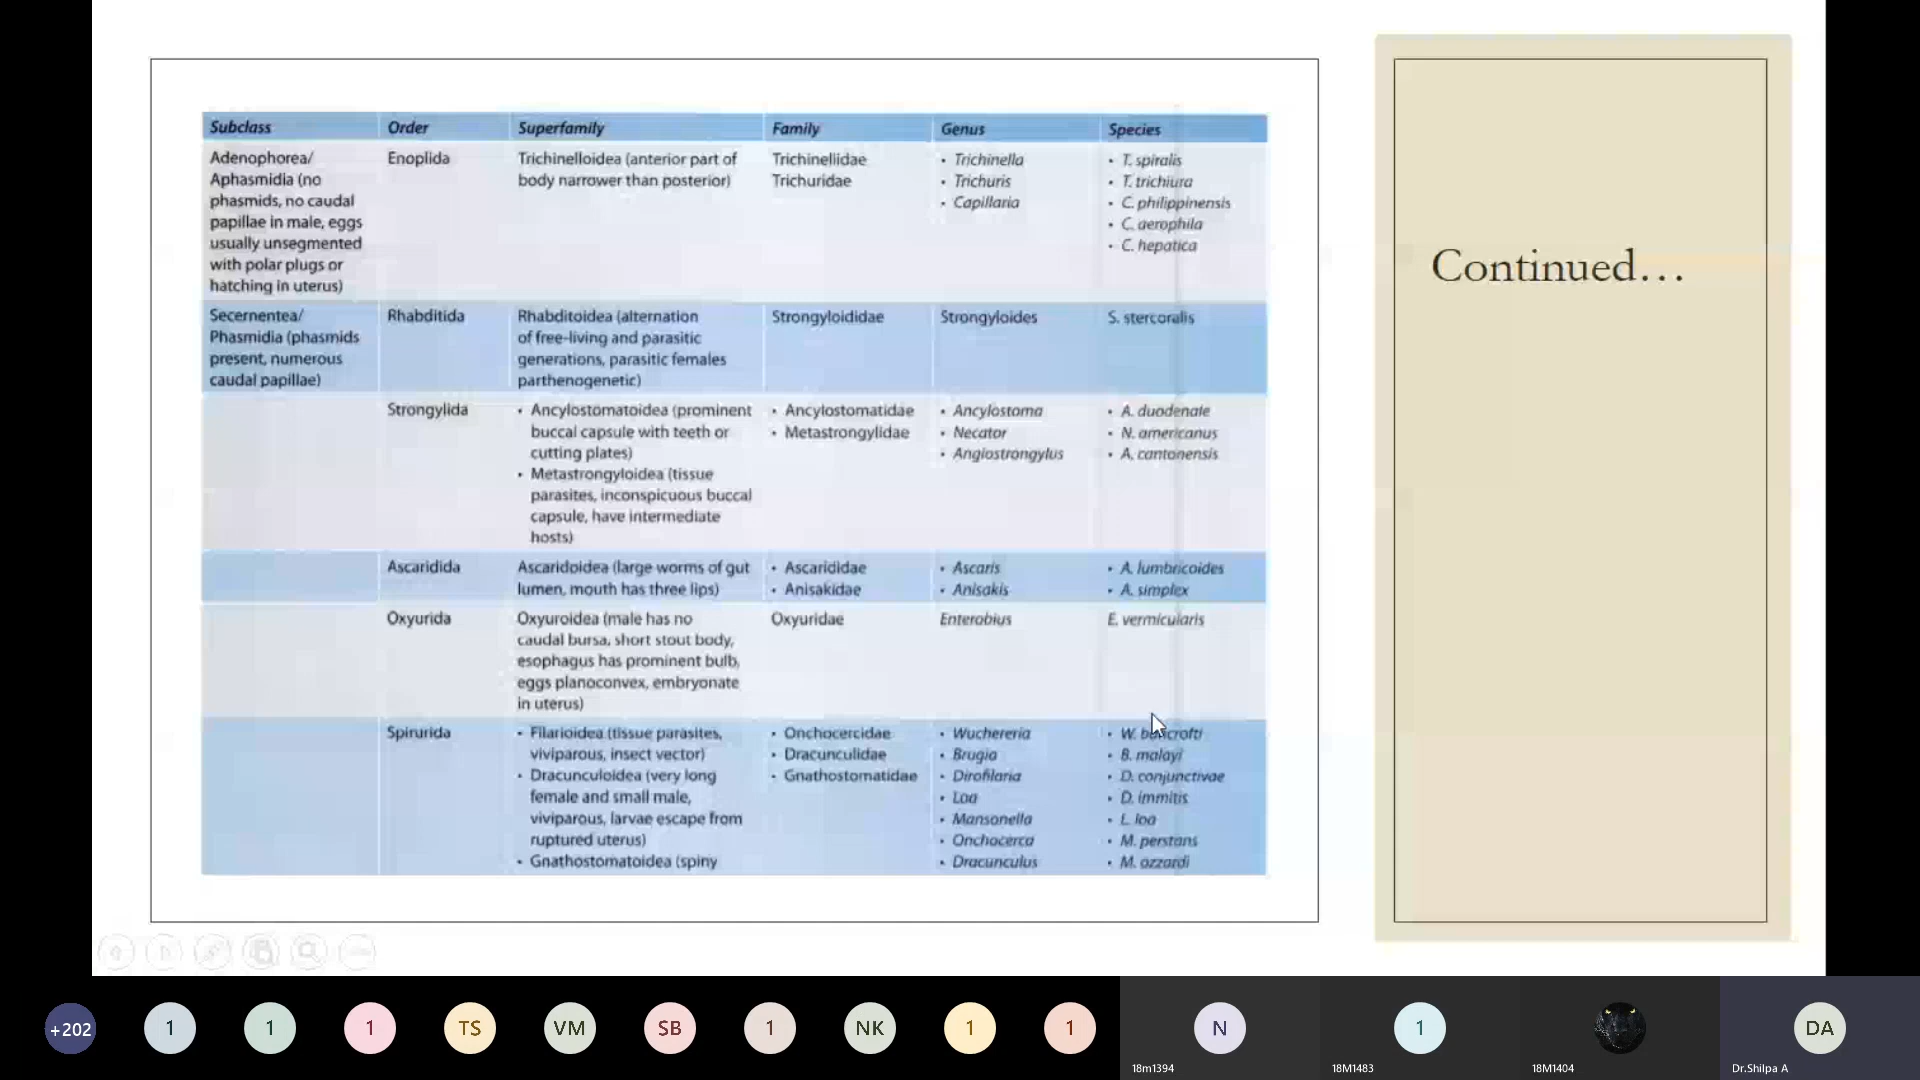 Subclass Order Superfamily Family Genus Species
Adenophorea/
Aphasmidia (no
phasmids, no caudal
papillae in male, eggs
usually unsegmented
with polar plugs or
hatching in uterus)
Enoplida
Trichinelloidea (anterior part of
body narrower than posterior)
Trichinellidae
Trichuridae
• Trichinella
• Trichuris
• Capillaria
• T. spiralis
• T. trichiura
• C. philippinensis
• C. aerophila
• C. hepatica
Secernentea/
Phasmidia (phasmids
present, numerous
caudal papillae)
Rhabditida
Rhabditoidea (alternation
of free-living and parasitic
generations, parasitic females
parthenogenetic)
Strongyloididae
Strongyloides
S. stercoralis
Strongylida
• Ancylostomatoidea (prominent
buccal capsule with teeth or
cutting plates)
• Metastrongyloidea (tissue
parasites, inconspicuous buccal
capsule, have intermediate
hosts)
• Ancylostomatidae
• Metastrongylidae
• Ancylostoma
• Necator
• Angiostrongylus
• A. duodenale
• N. americanus
• A. cantonensis
Ascaridida
Ascaridoidea (large worms of gut
lumen, mouth has three lips)
• Ascarididae
• Anisakidae
• Ascaris
• Anisakis
• A. lumbricoides
• A. simplex
Oxyurida
Oxyuroidea (male has no
caudal bursa, short stout body,
esophagus has prominent bulb,
eggs planoconvex, embryonate
in uterus)
Oxyuridae
Enterobius
E. vermicularis
Spirurida
• Filarioidea (tissue parasites,
viviparous, insect vector)
• Dracunculoidea (very long
female and small male,
viviparous, larvae escape from
ruptured uterus)
• Gnathostomatoidea (spiny
• Onchocercidae
• Dracunculidae
• Gnathostomatidae
• Wuchereria
• Brugia
• Dirofilaria
• Loa
• Mansonella
• Onchocerca
• Dracunculus
• W. bancrofti
• B. malayi
• D. conjunctivae
• D. immitis
• L. loa
• M. perstans
• M. ozzardi
Continued...
+202 1 1 1 TS VM SB 1 NK 1 1 N 1 DA
18m1394 18M1483 18M1404 Dr.Shilpa A